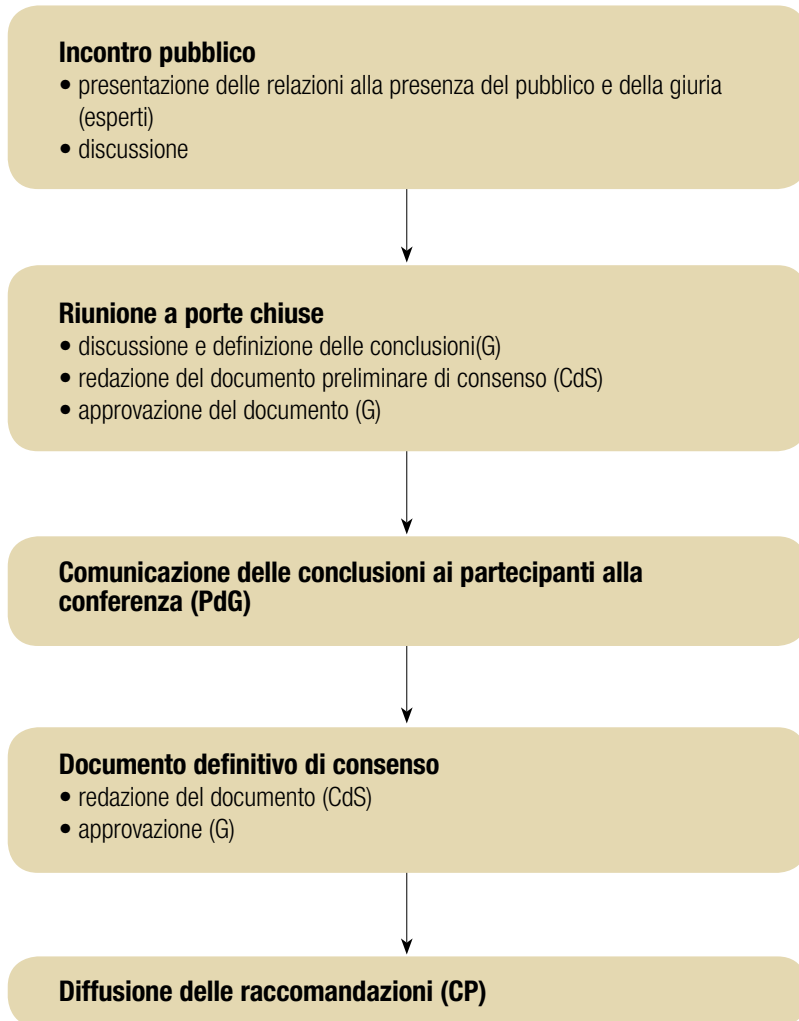 Incontro pubblico
• presentazione delle relazioni alla presenza del pubblico e della giuria
(esperti)
• discussione
Riunione a porte chiuse
• discussione e definizione delle conclusioni(G)
• redazione del documento preliminare di consenso (CdS)
• approvazione del documento (G)
Comunicazione delle conclusioni ai partecipanti alla
conferenza (PdG)
Documento definitivo di consenso
• redazione del documento (CdS)
• approvazione (G)
Diffusione delle raccomandazioni (CP)